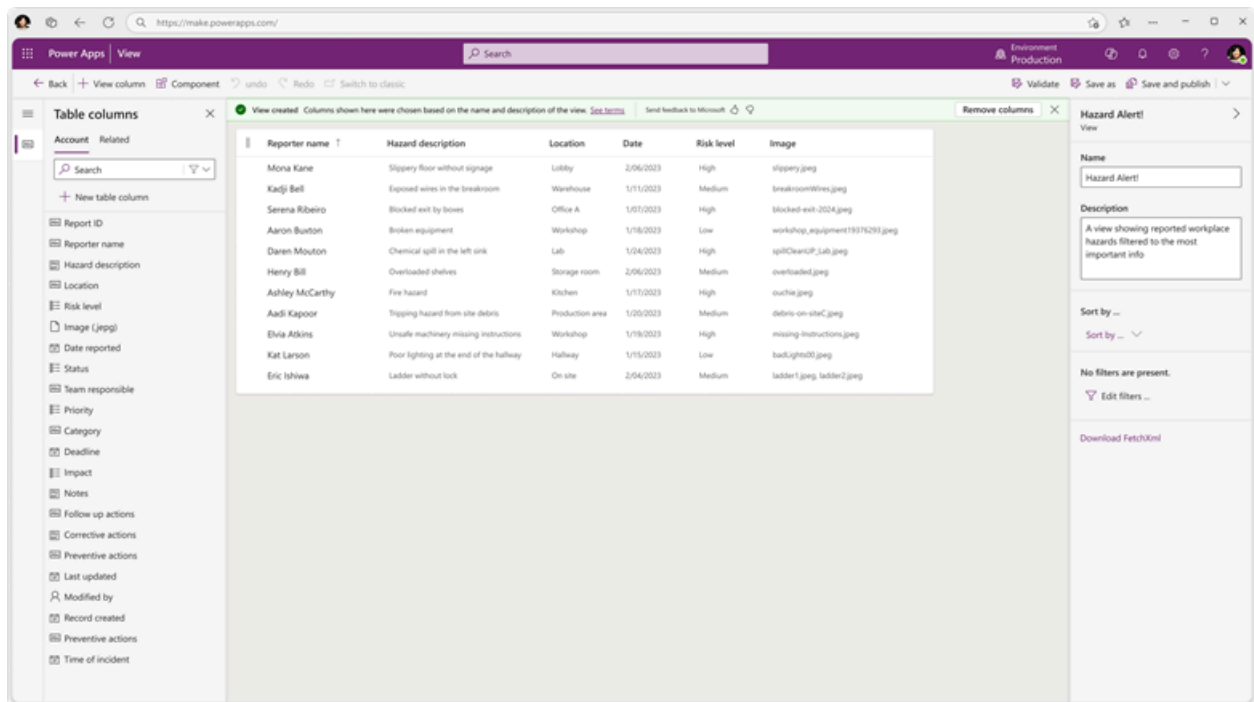 https://make.powerapps.com/
Power Apps | View
Search
Environment
Production
Back
View column
Component
undo
Redo
Switch to classic
Validate
Save as
Save and publish
Table columns
Account Related
Search
New table column
Report ID
Reporter name
Hazard description
Location
Risk level
Image (.jepg)
Date reported
Status
Team responsible
Priority
Category
Deadline
Impact
Notes
Follow up actions
Corrective actions
Preventive actions
Last updated
Modified by
Record created
Preventive actions
Time of incident
View created Columns shown here were chosen based on the name and description of the view. See terms
Send feedback to Microsoft
Remove columns
Reporter name ↑ Hazard description Location Date Risk level Image
Mona Kane Slippery floor without signage Lobby 2/06/2023 High slippery.jpeg
Kadji Bell Exposed wires in the breakroom Warehouse 1/11/2023 Medium breakroomWires.jpeg
Serena Ribeiro Blocked exit by boxes Office A 1/07/2023 High blocked-exit-2024.jpeg
Aaron Buxton Broken equipment Workshop 1/18/2023 Low workshop_equipment19376293.jpeg
Daren Mouton Chemical spill in the left sink Lab 1/24/2023 High spillCleanUP_Lab.jpeg
Henry Bill Overloaded shelves Storage room 2/06/2023 Medium overloaded.jpeg
Ashley McCarthy Fire hazard Kitchen 1/17/2023 High ouchie.jpeg
Aadi Kapoor Tripping hazard from site debris Production area 1/20/2023 Medium debris-on-siteC.jpeg
Elvia Atkins Unsafe machinery missing instructions Workshop 1/19/2023 High missing-Instructions.jpeg
Kat Larson Poor lighting at the end of the hallway Hallway 1/15/2023 Low badLights00.jpeg
Eric Ishiwa Ladder without lock On site 2/04/2023 Medium ladder1.jpeg, ladder2.jpeg
Hazard Alert!
View
Name
Hazard Alert!
Description
A view showing reported workplace
hazards filtered to the most
important info
Sort by ...
Sort by ...
No filters are present.
Edit filters ...
Download FetchXml